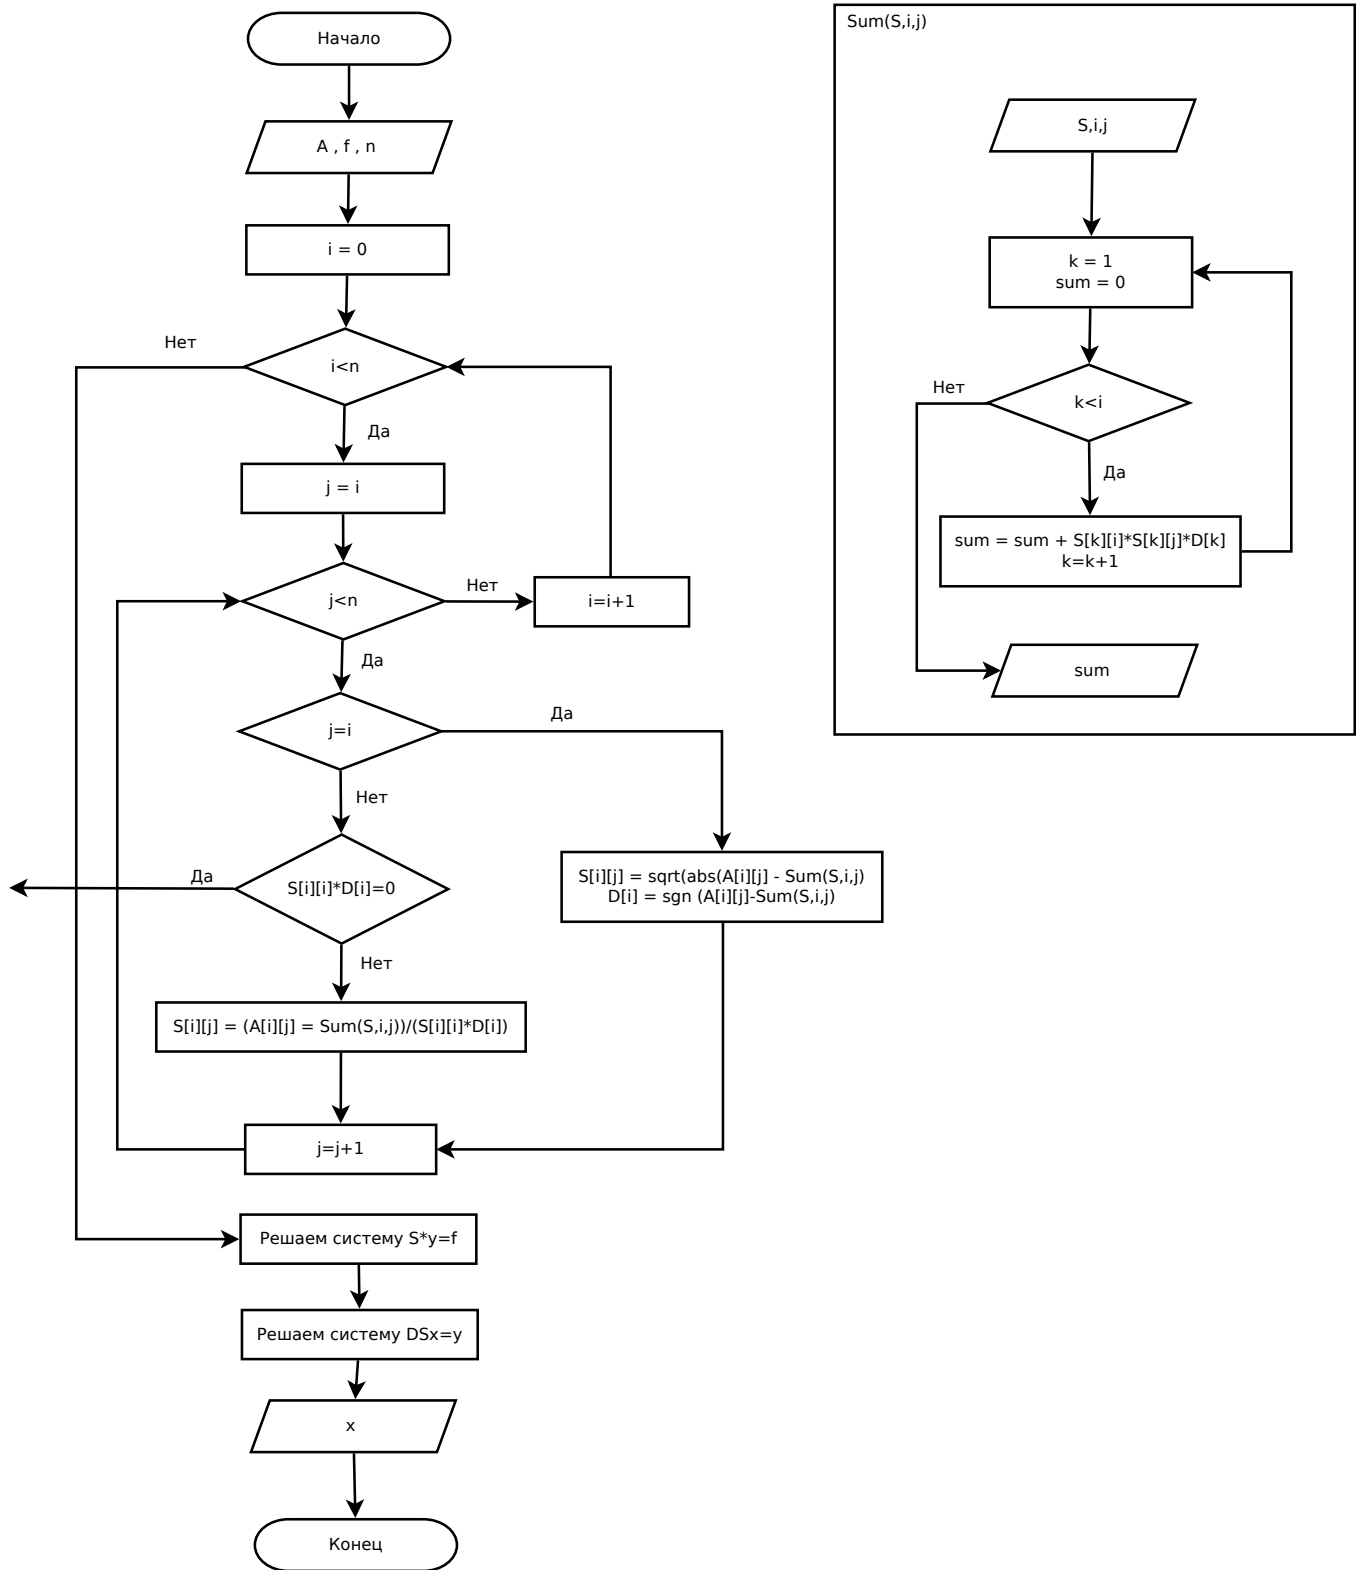 Начало
A , f , n
i = 0
i<n
Нет
Да
j = i
j<n
Нет
i=i+1
Да
j=i
Да
Нет
S[i][i]*D[i]=0
Да
Нет
S[i][j] = sqrt(abs(A[i][j] - Sum(S,i,j)
D[i] = sgn (A[i][j]-Sum(S,i,j)
S[i][j] = (A[i][j] = Sum(S,i,j))/(S[i][i]*D[i])
j=j+1
Решаем систему S*y=f
Решаем систему DSx=y
x
Конец
Sum(S,i,j)
S,i,j
k = 1
sum = 0
k<i
Нет
Да
sum = sum + S[k][i]*S[k][j]*D[k]
k=k+1
sum